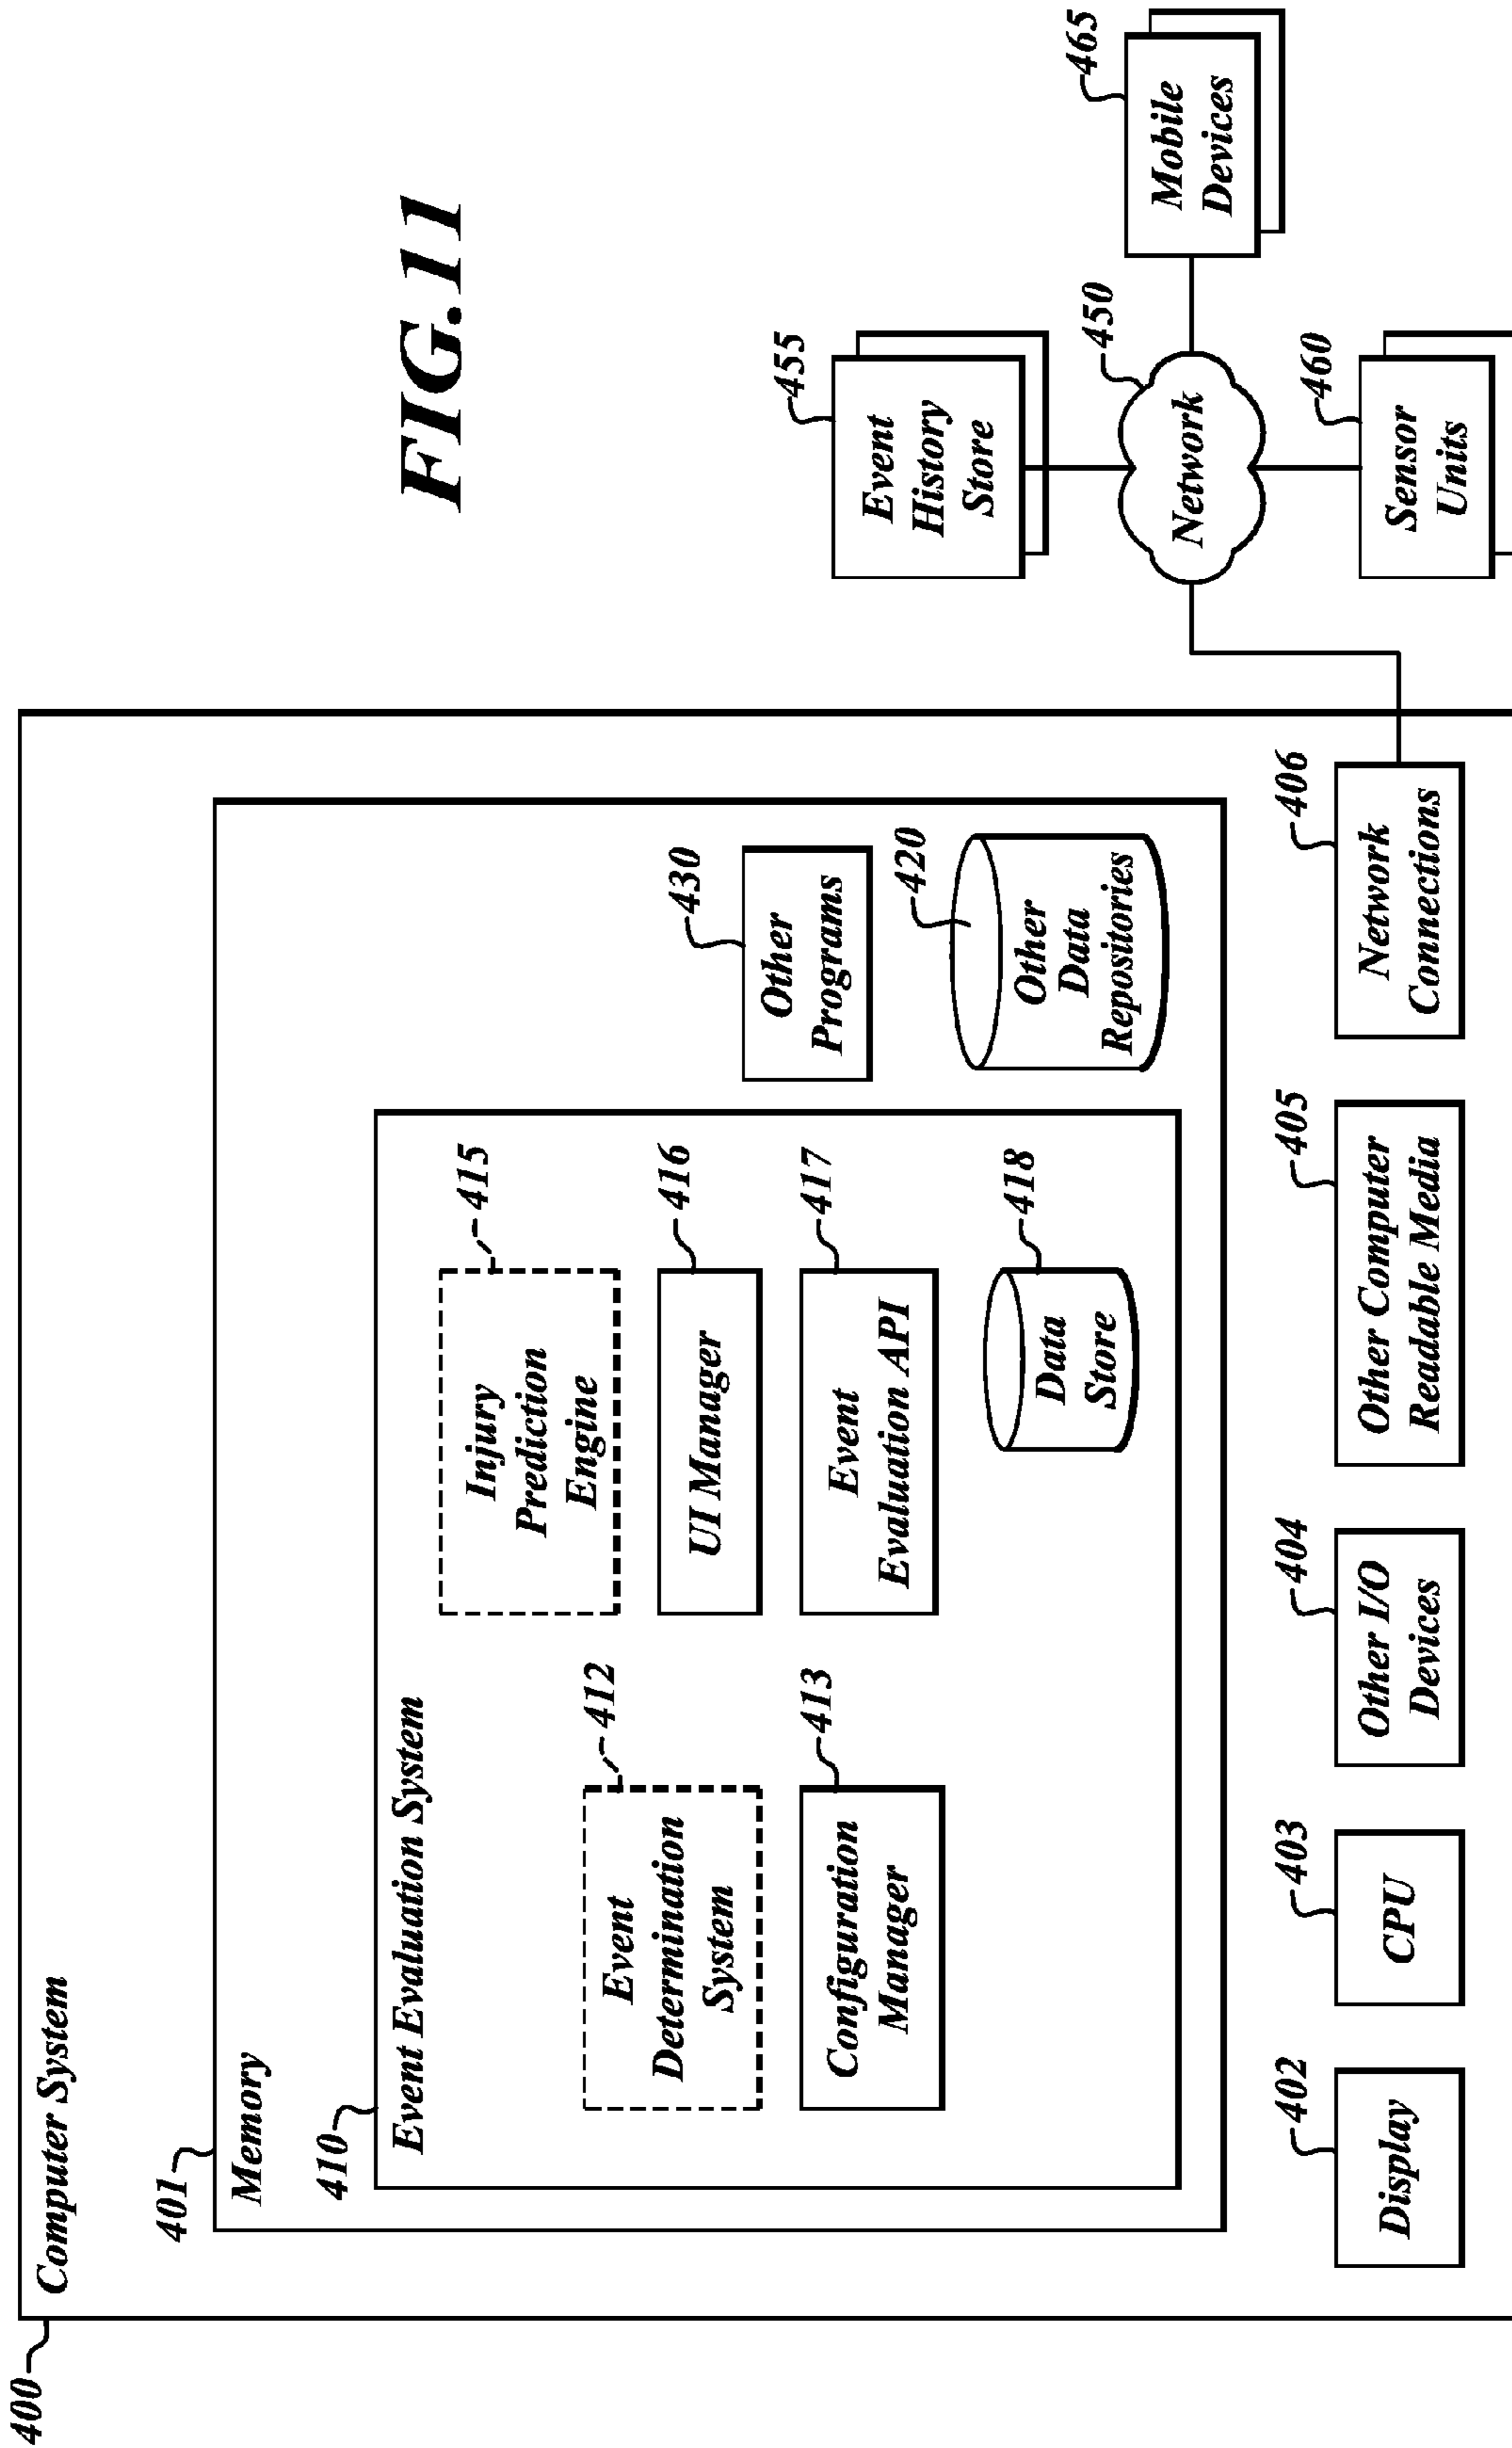 FIG.11
400
Computer System
401
Memory
410
Event Evaluation System
412
Event
Determination
System
413
Configuration
Manager
415
Injury
Prediction
Engine
416
UI Manager
417
Event
Evaluation API
418
Data
Store
430
Other
Programs
420
Other
Data
Repositories
402
Display
403
CPU
404
Other I/O
Devices
405
Other Computer
Readable Media
406
Network
Connections
455
Event
History
Store
450
Network
465
Mobile
Devices
460
Sensor
Units